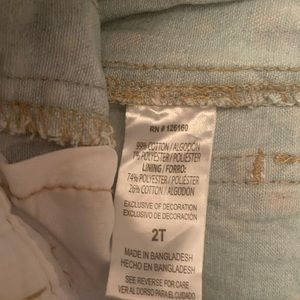 RN # 126160
99% COTTON / ALGODON
1% POLYESTER / POLIESTER
LINING / FORRO:
74% POLYESTER / POLIESTER
26% COTTON / ALGODON
EXCLUSIVE OF DECORATION
EXCLUSIVO DE DECORACIÓN
2T
MADE IN BANGLADESH
HECHO EN BANGLADESH
SEE REVERSE FOR CARE
VER AL DORSO PARA EL CUIDADO